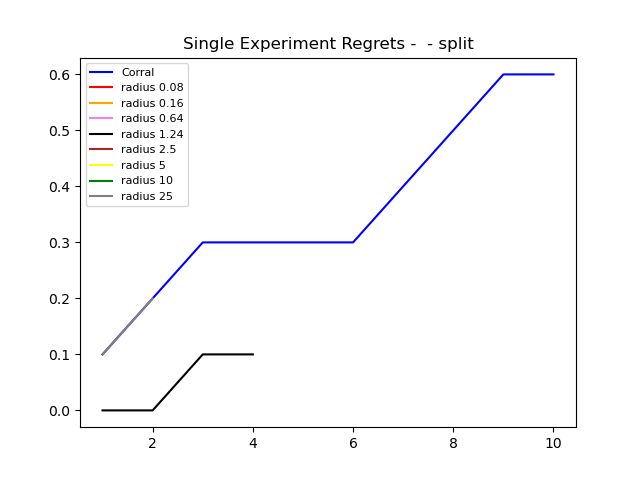 Single Experiment Regrets -  - split
Corral
radius 0.08
radius 0.16
radius 0.64
radius 1.24
radius 2.5
radius 5
radius 10
radius 25
0.6
0.5
0.4
0.3
0.2
0.1
0.0
2 4 6 8 10